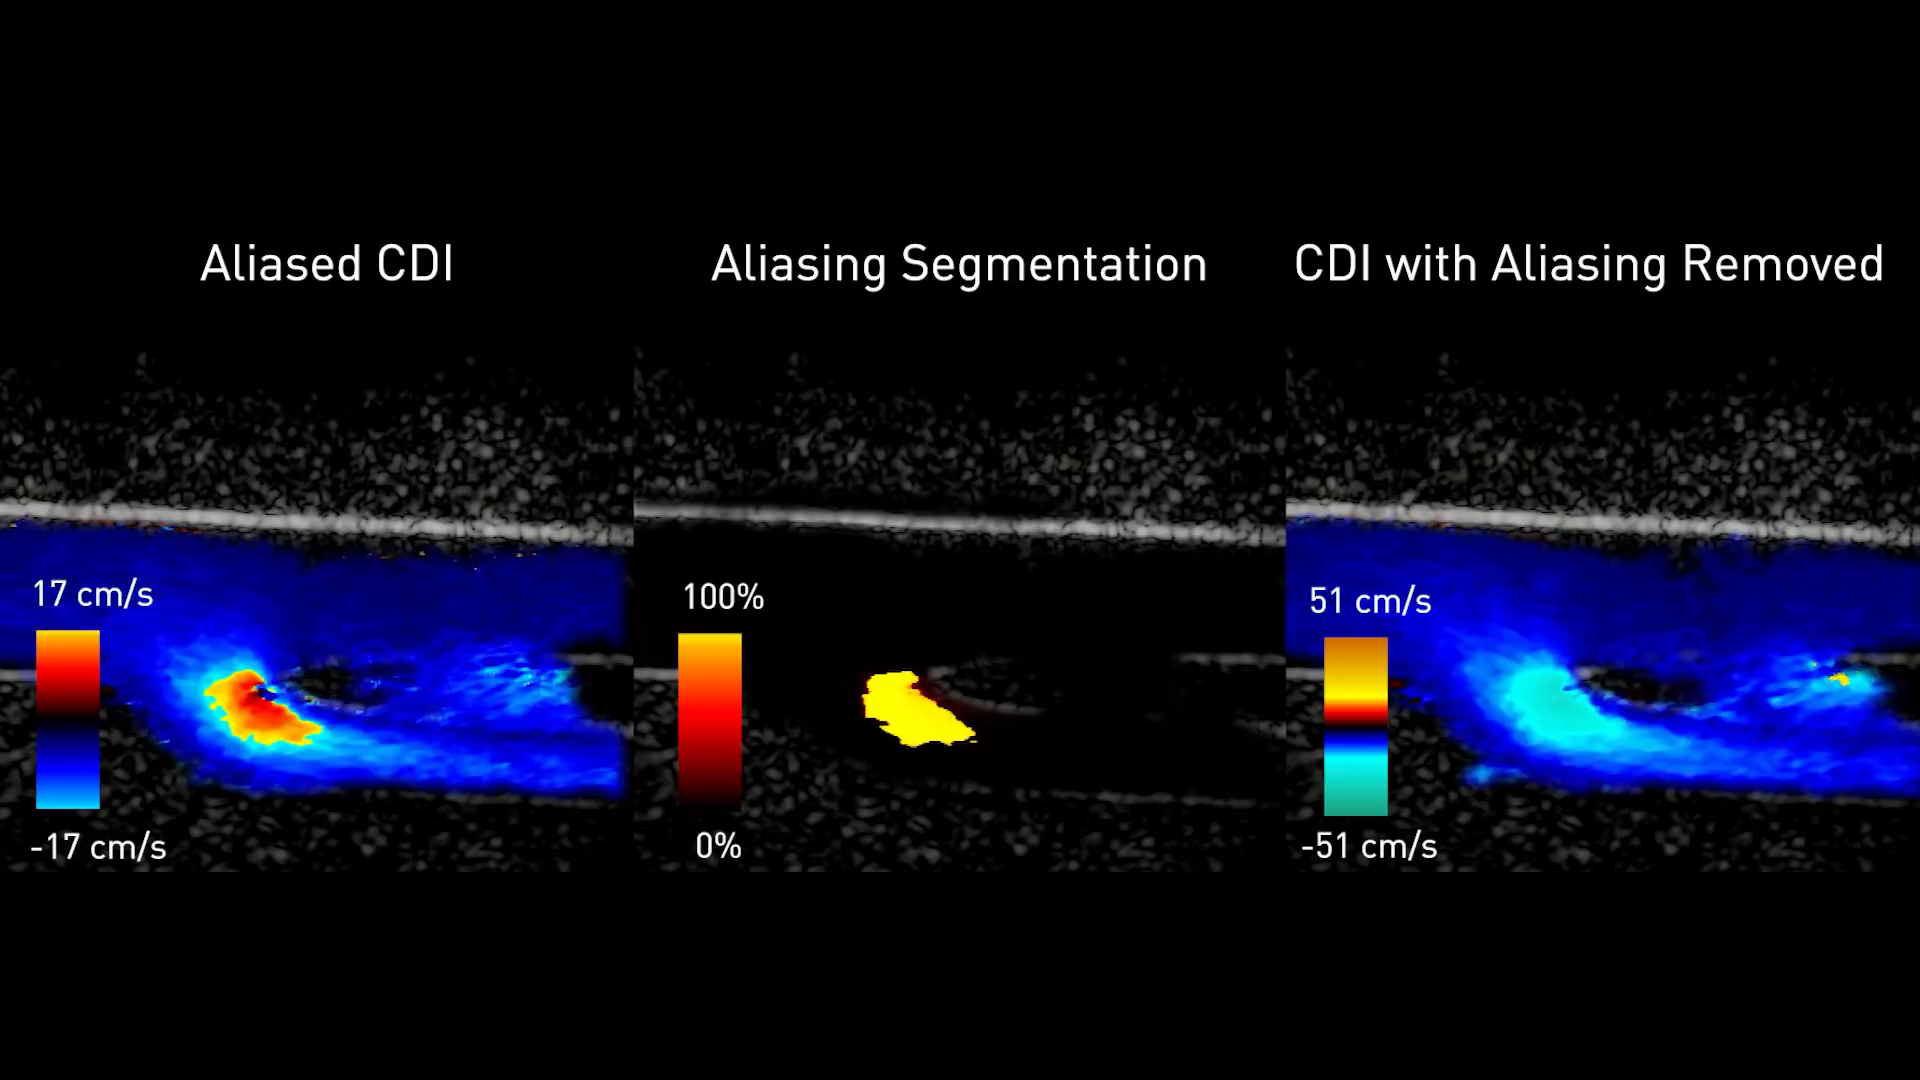 Aliased CDI
Aliasing Segmentation
CDI with Aliasing Removed
17 cm/s
-17 cm/s
100%
0%
51 cm/s
-51 cm/s